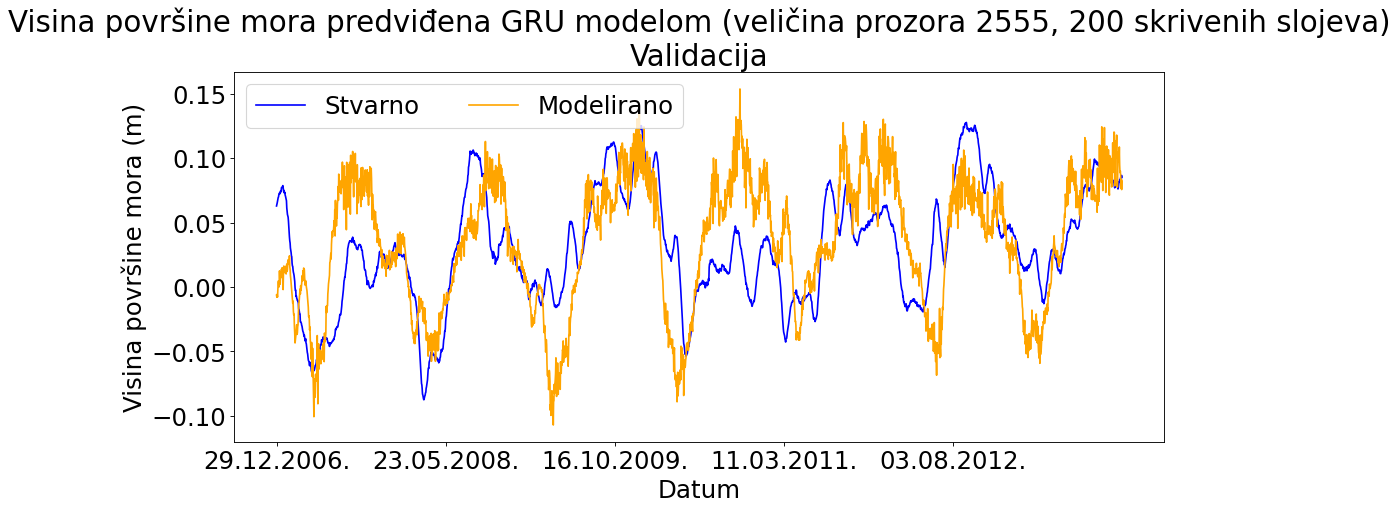 Visina površine mora predviđena GRU modelom (veličina prozora 2555, 200 skrivenih slojeva)
Validacija
Stvarno
Modelirano
Visina površine mora (m)
0.15
0.10
0.05
0.00
−0.05
−0.10
29.12.2006.
23.05.2008.
16.10.2009.
11.03.2011.
03.08.2012.
Datum